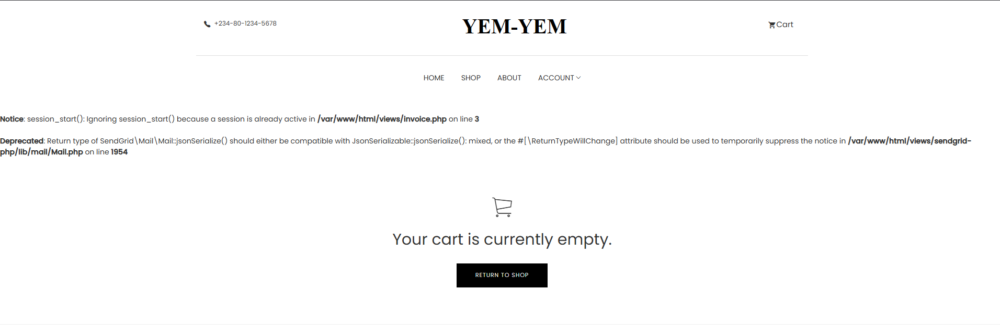 +234-80-1234-5678
YEM-YEM
Cart
HOME SHOP ABOUT ACCOUNT
Notice: session_start(): Ignoring session_start() because a session is already active in /var/www/html/views/invoice.php on line 3
Deprecated: Return type of SendGrid\Mail\Mail::jsonSerialize() should either be compatible with JsonSerializable::jsonSerialize(): mixed, or the #[\ReturnTypeWillChange] attribute should be used to temporarily suppress the notice in /var/www/html/views/sendgrid-
php/lib/mail/Mail.php on line 1954
Your cart is currently empty.
RETURN TO SHOP